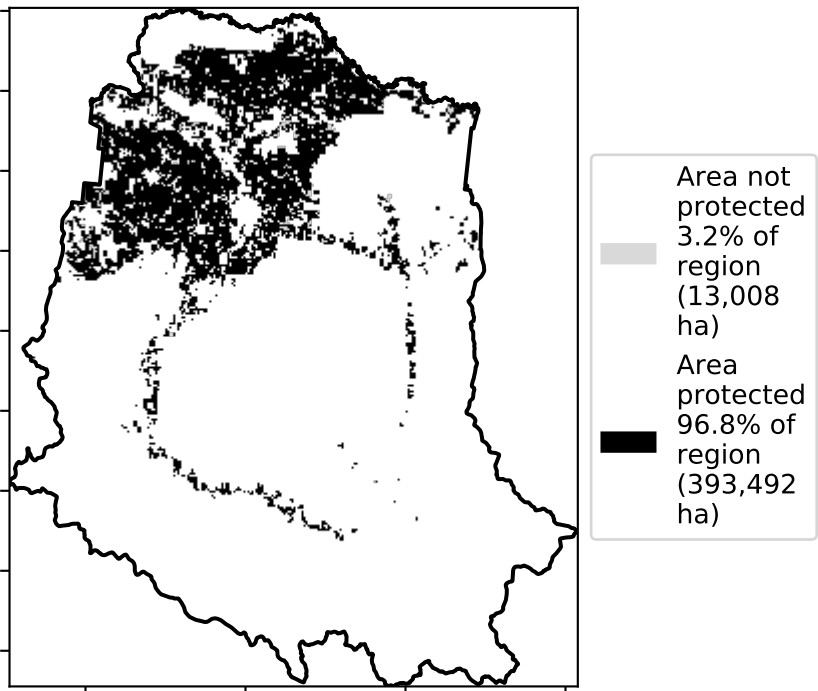 Area not
protected
3.2% of
region
(13,008
ha)
Area
protected
96.8% of
region
(393,492
ha)